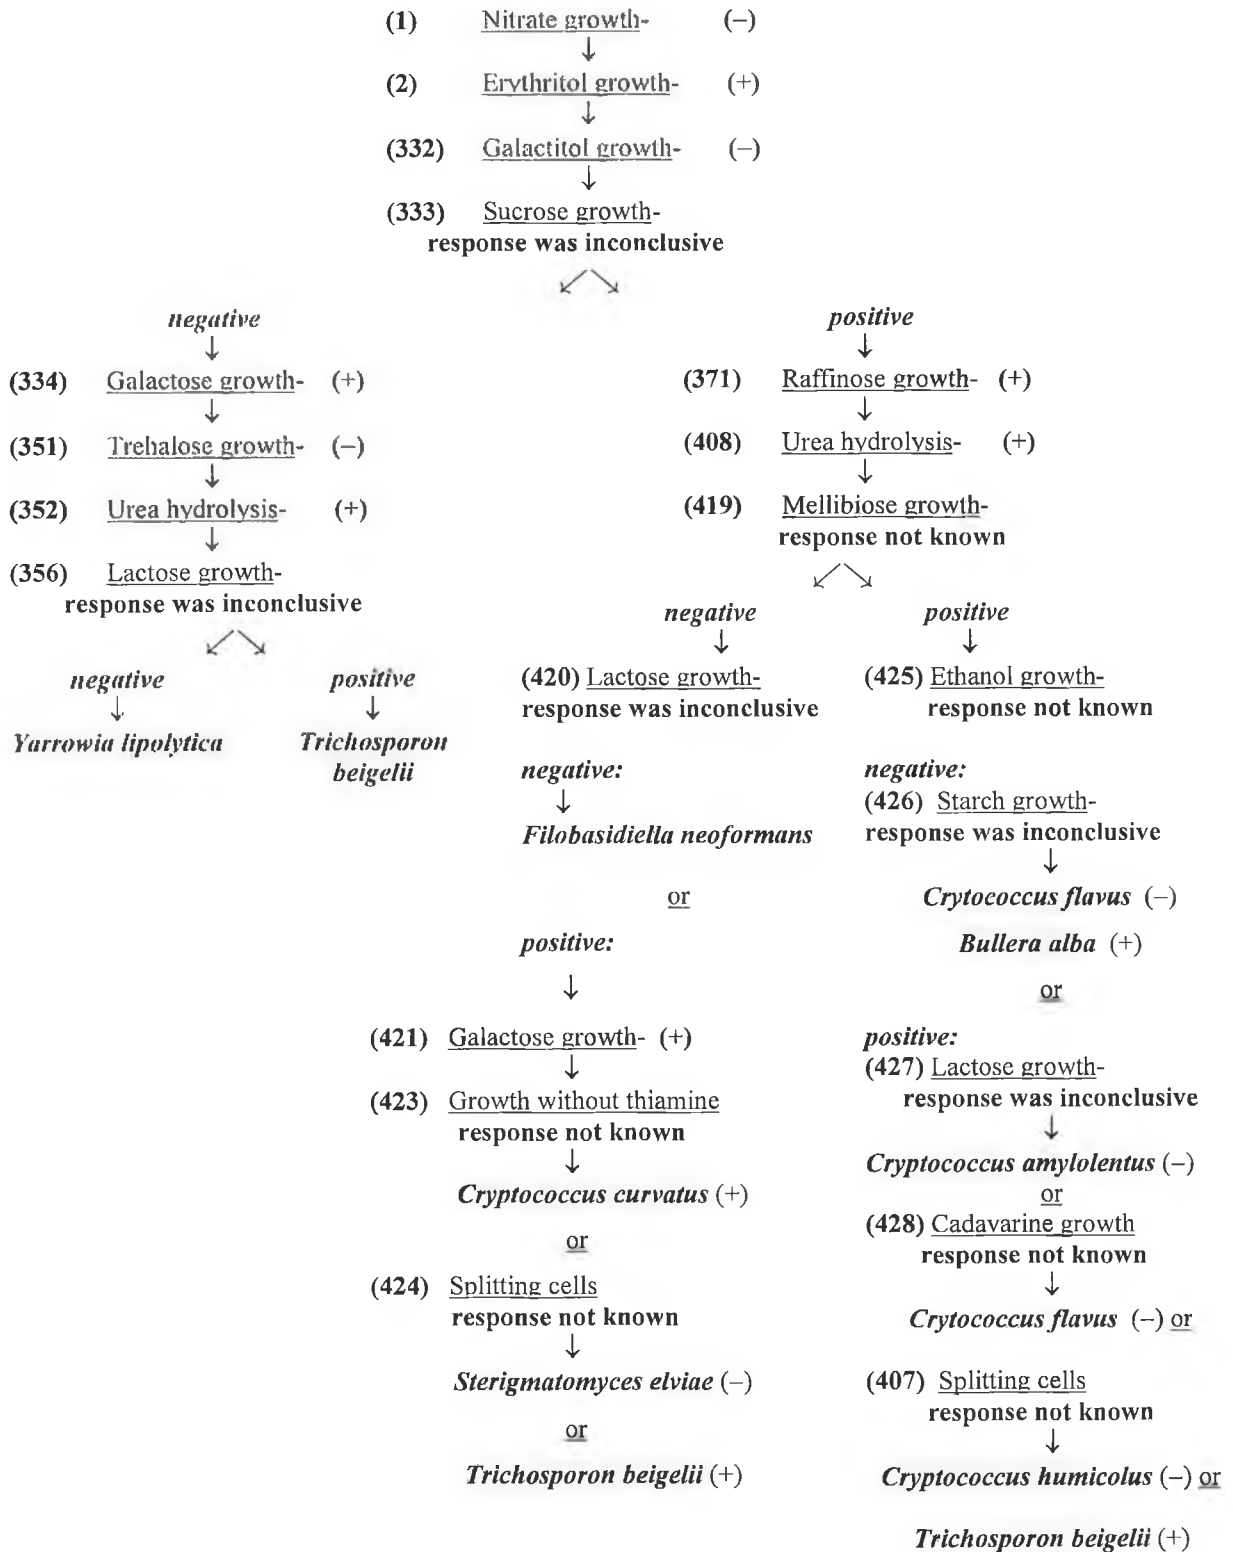 (1) Nitrate growth- (–)
(2) Erythritol growth- (+)
(332) Galactitol growth- (–)
(333) Sucrose growth-
response was inconclusive
negative
(334) Galactose growth- (+)
(351) Trehalose growth- (–)
(352) Urea hydrolysis- (+)
(356) Lactose growth-
response was inconclusive
negative
Yarrowia lipolytica
positive
Trichosporon
beigelii
positive
(371) Raffinose growth- (+)
(408) Urea hydrolysis- (+)
(419) Mellibiose growth-
response not known
negative
(420) Lactose growth-
response was inconclusive
negative:
Filobasidiella neoformans
or
positive:
(421) Galactose growth- (+)
(423) Growth without thiamine
response not known
Cryptococcus curvatus (+)
or
(424) Splitting cells
response not known
Sterigmatomyces elviae (–)
or
Trichosporon beigelii (+)
positive
(425) Ethanol growth-
response not known
negative:
(426) Starch growth-
response was inconclusive
Crytococcus flavus (–)
Bullera alba (+)
or
positive:
(427) Lactose growth-
response was inconclusive
Cryptococcus amylolentus (–)
or
(428) Cadavarine growth
response not known
Crytococcus flavus (–) or
(407) Splitting cells
response not known
Cryptococcus humicolus (–) or
Trichosporon beigelii (+)